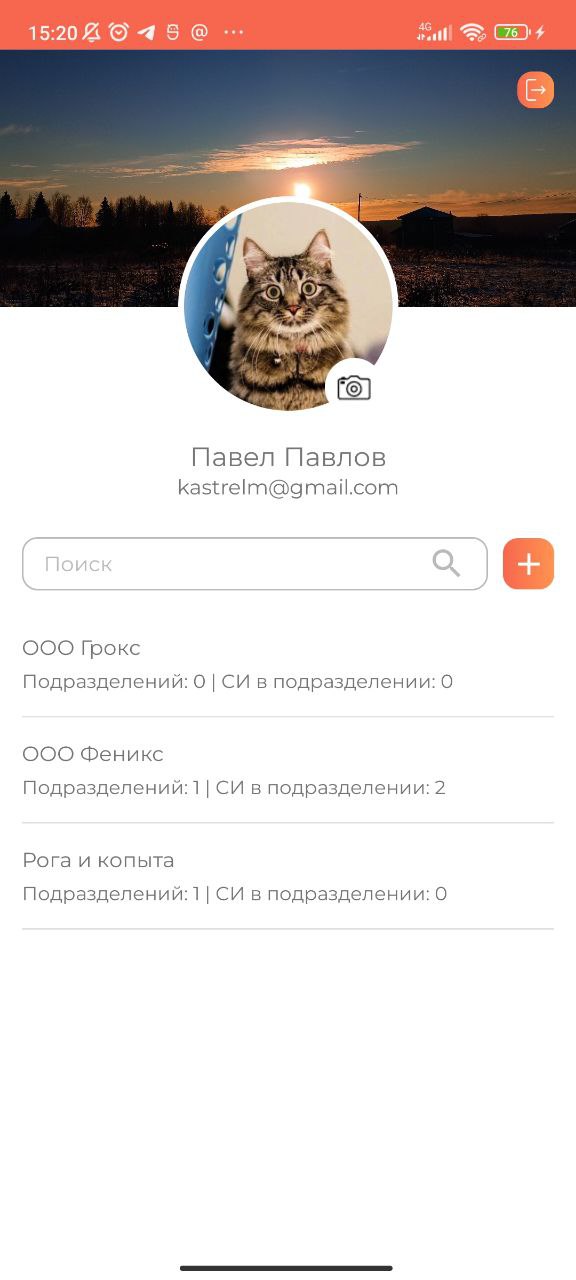 15:20 @ ... 4G 76
Павел Павлов
kastrelm@gmail.com
Поиск
ООО Грокс
Подразделений: 0 | СИ в подразделении: 0
ООО Феникс
Подразделений: 1 | СИ в подразделении: 2
Рога и копыта
Подразделений: 1 | СИ в подразделении: 0